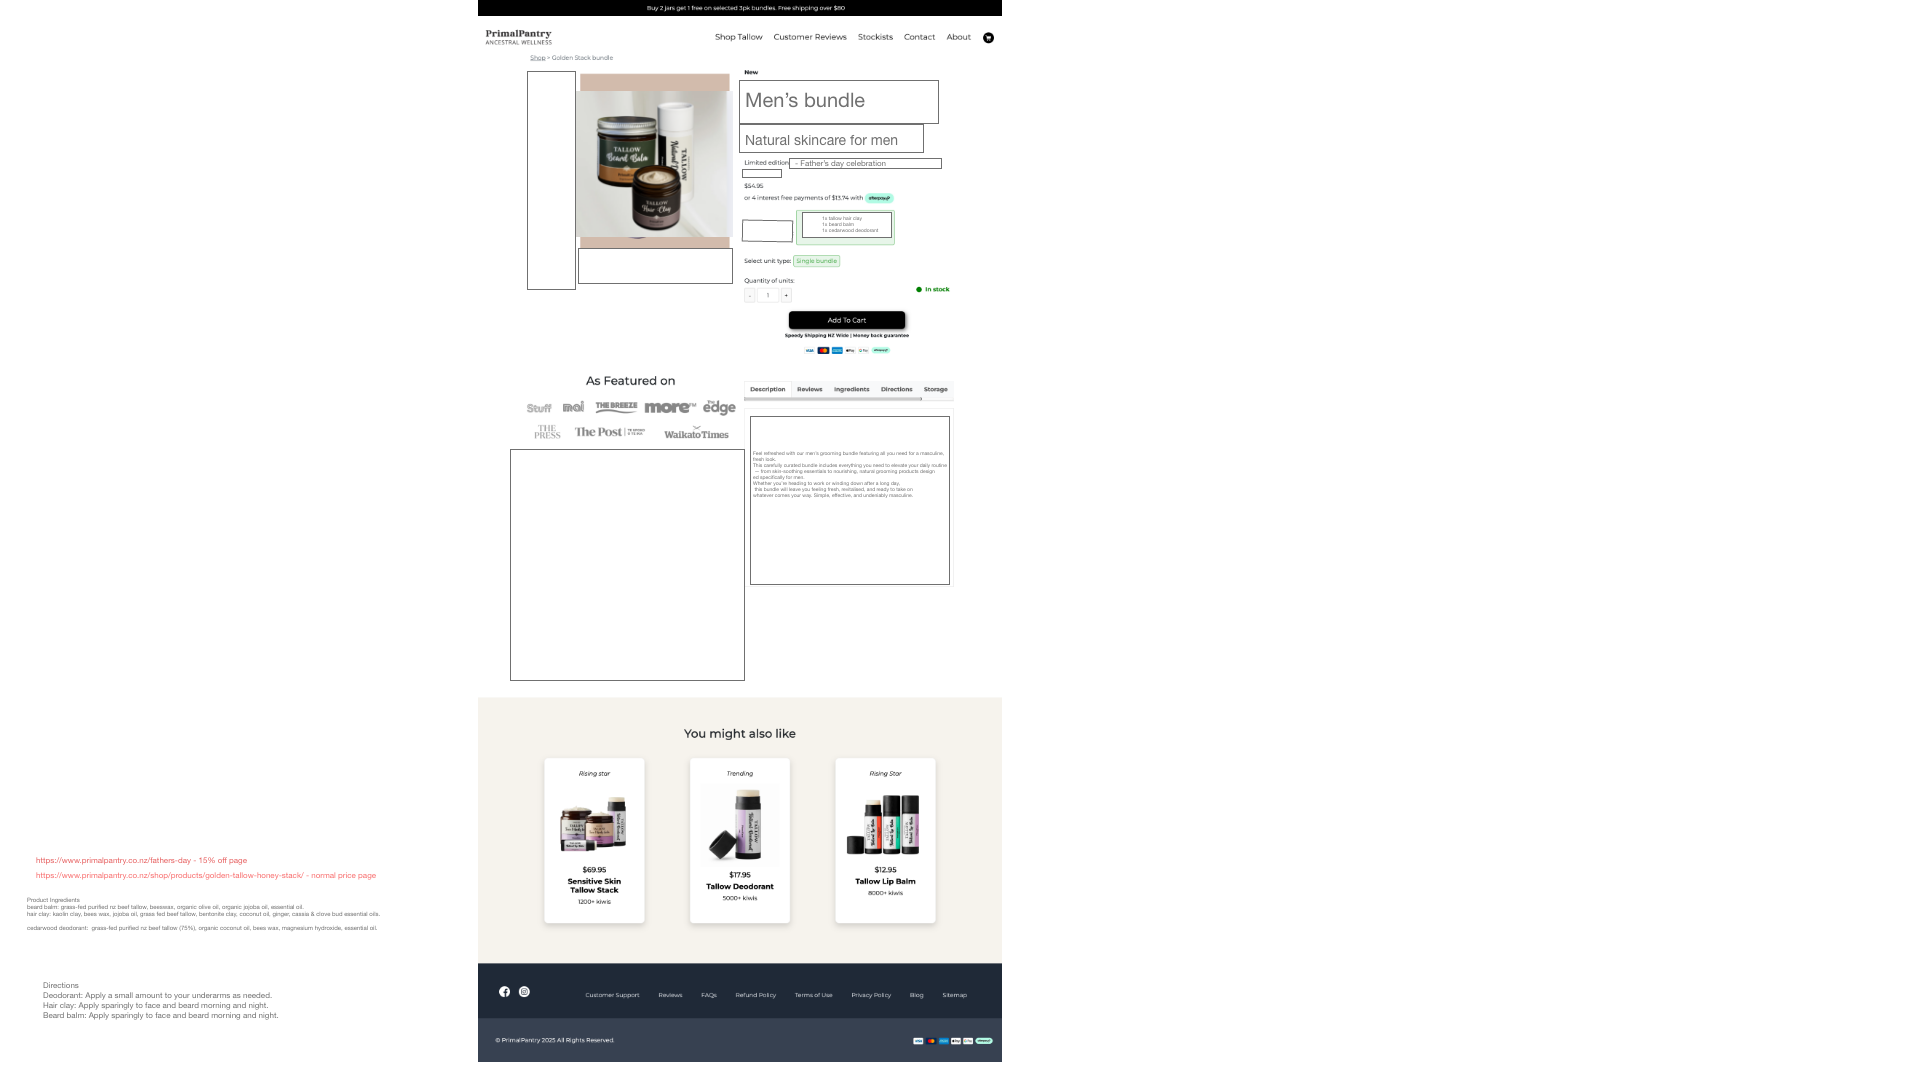 Buy 2 jars get 1 free on selected 3pk bundles. Free shipping over $80
PrimalPantry
ANCESTRAL WELLNESS
Shop Tallow Customer Reviews Stockists Contact About
Shop > Golden Stack bundle
TALLOW
Beard Balm
TALLOW
TALLOW
Hair Clay
New
Men's bundle
Natural skincare for men
Limited edition - Father's day celebration
$54.95
or 4 interest free payments of $13.74 with afterpay
1x tallow hair clay
1x beard balm
1x cedarwood deodorant
Select unit type: Single bundle
Quantity of units:
- 1 +
In stock
Add To Cart
Speedy Shipping NZ Wide | Money back guarantee
As Featured on
Stuff mai THE BREEZE more FM The edge
THE PRESS The Post WaikatoTimes
Description Reviews Ingredients Directions Storage
Feel refreshed with our men's grooming bundle featuring all you need for a masculine,
fresh look.
This carefully curated bundle includes everything you need to elevate your daily routine
— from skin-soothing essentials to nourishing, natural grooming products design
ed specifically for men.
Whether you're heading to work or winding down after a long day,
this bundle will leave you feeling fresh, revitalised, and ready to take on
whatever comes your way. Simple, effective, and undeniably masculine.
You might also like
Rising star
$69.95
Sensitive Skin
Tallow Stack
1200+ kiwis
Trending
$17.95
Tallow Deodorant
5000+ kiwis
Rising Star
$12.95
Tallow Lip Balm
8000+ kiwis
https://www.primalpantry.co.nz/fathers-day - 15% off page
https://www.primalpantry.co.nz/shop/products/golden-tallow-honey-stack/ - normal price page
Product Ingredients
beard balm: grass-fed purified nz beef tallow, beeswax, organic olive oil, organic jojoba oil, essential oil.
hair clay: kaolin clay, bees wax, jojoba oil, grass fed beef tallow, bentonite clay, coconut oil, ginger, cassia & clove bud essential oils.
cedarwood deodorant: grass-fed purified nz beef tallow (75%), organic coconut oil, bees wax, magnesium hydroxide, essential oil.
Directions
Deodorant: Apply a small amount to your underarms as needed.
Hair clay: Apply sparingly to face and beard morning and night.
Beard balm: Apply sparingly to face and beard morning and night.
Customer Support Reviews FAQs Refund Policy Terms of Use Privacy Policy Blog Sitemap
© PrimalPantry 2025 All Rights Reserved.